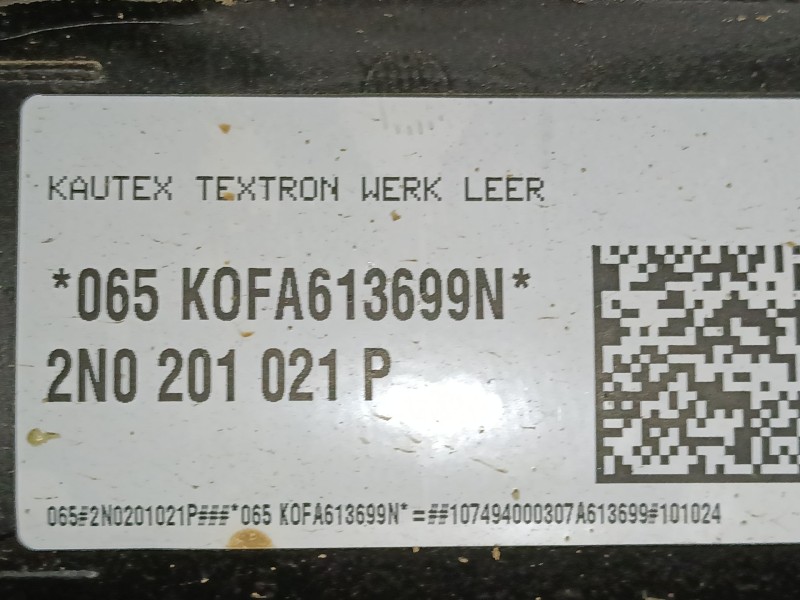 KAUTEX TEXTRON WERK LEER
*065 KOFA613699N*
2N0 201 021 P
065#2N0201021P###*065 KOFA613699N*=##107494000307A613699#101024